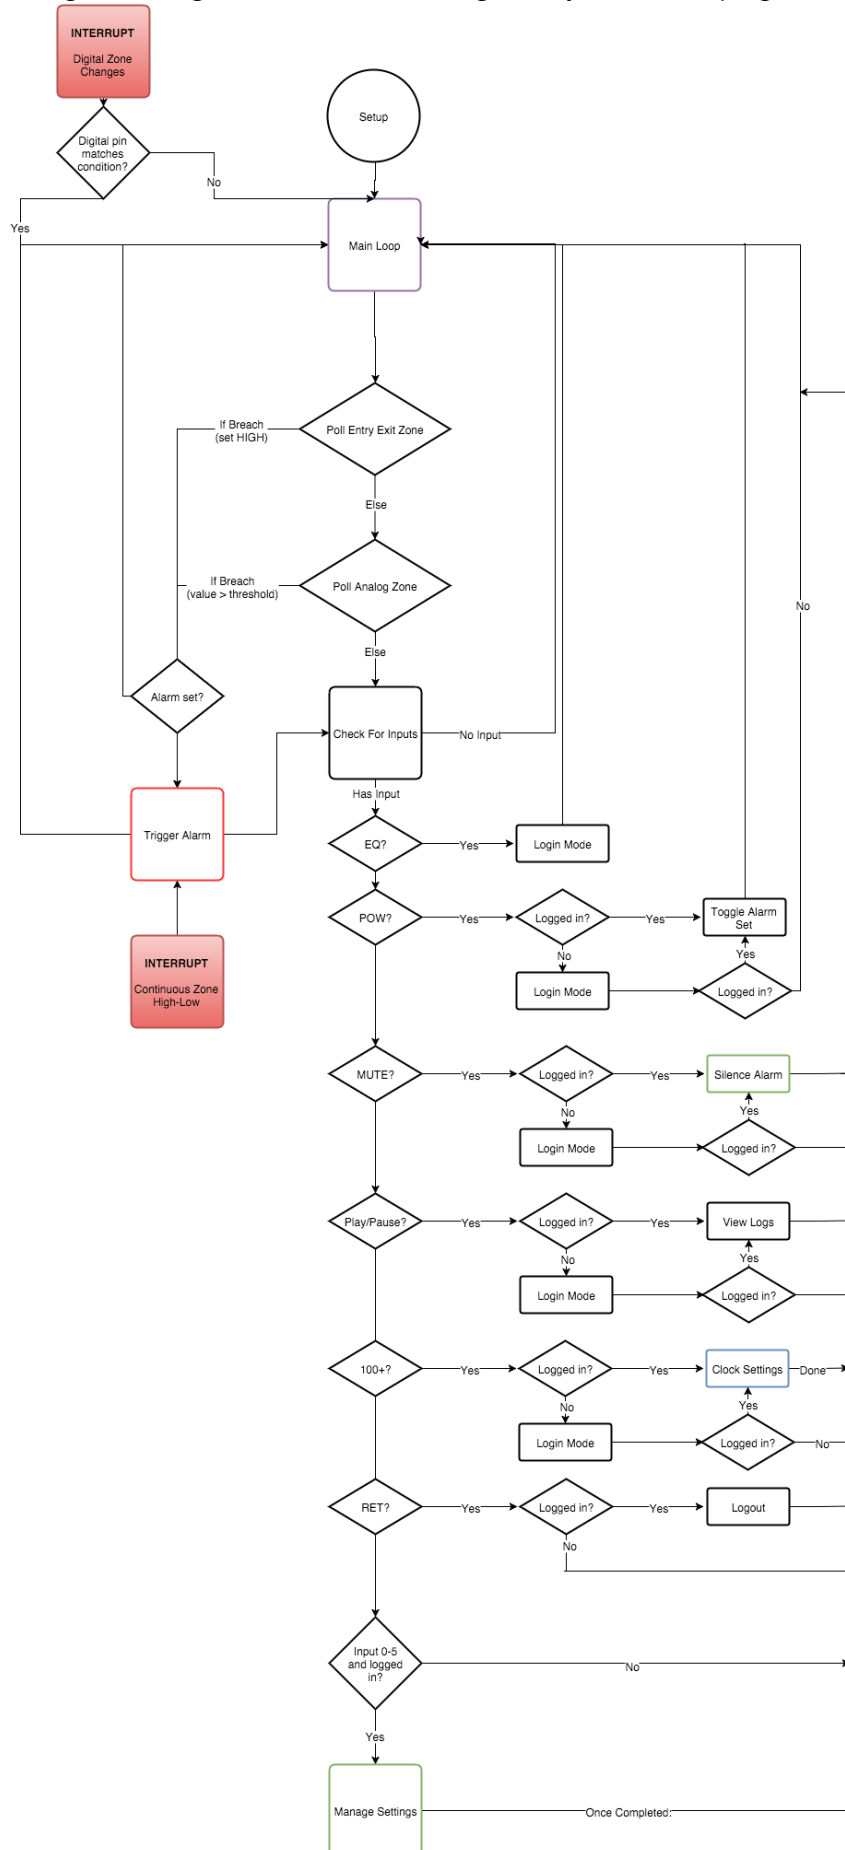 INTERRUPT
Digital Zone
Changes
Setup
Digital pin
matches
condition?
No
Yes
Main Loop
If Breach
(set HIGH)
Poll Entry Exit Zone
Else
If Breach
(value > threshold)
Poll Analog Zone
No
Else
Alarm set?
Check For Inputs
No Input
Has Input
Trigger Alarm
EQ?
Yes
Login Mode
POW?
Yes
Logged in?
Yes
Toggle Alarm
Set
No
Yes
INTERRUPT
Continuous Zone
High-Low
Login Mode
Logged in?
MUTE?
Yes
Logged in?
Yes
Silence Alarm
No
Yes
Login Mode
Logged in?
Play/Pause?
Yes
Logged in?
Yes
View Logs
No
Yes
Login Mode
Logged in?
100+?
Yes
Logged in?
Yes
Clock Settings
Done
No
Yes
Login Mode
Logged in?
No
RET?
Yes
Logged in?
Yes
Logout
No
Input 0-5
and logged
in?
No
Yes
Manage Settings
Once Completed: